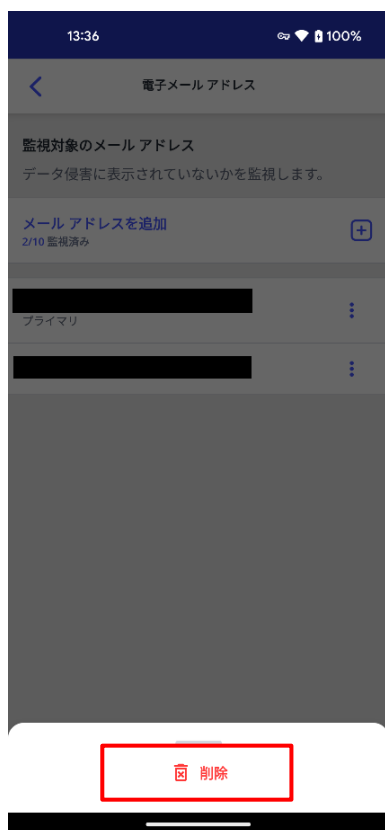 13:36 100%
電子メール アドレス
監視対象のメール アドレス
データ侵害に表示されていないかを監視します。
メール アドレスを追加
2/10 監視済み
プライマリ
削除